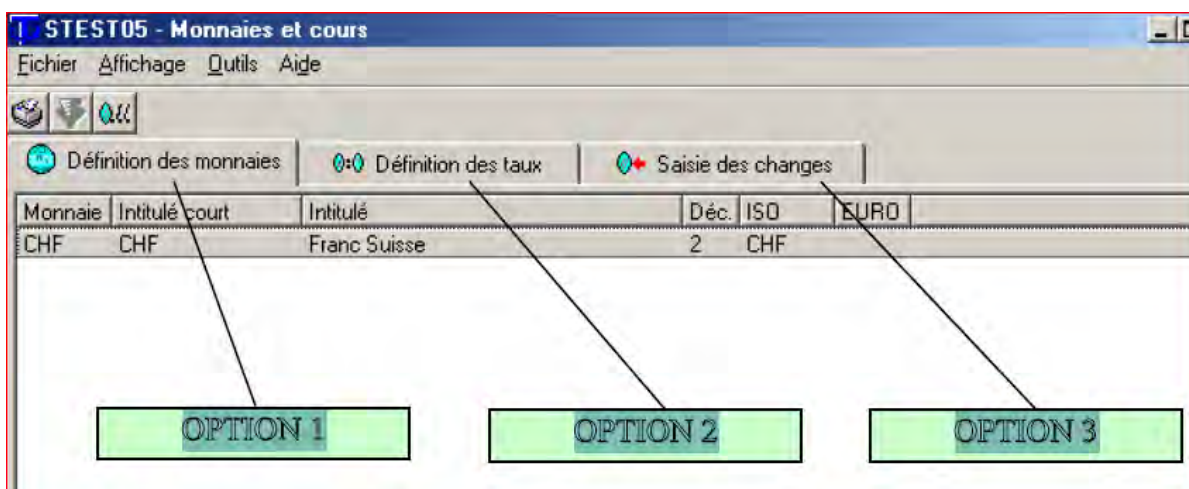 STEST05 - Monnaies et cours
Fichier Affichage Outils Aide
Définition des monnaies Définition des taux Saisie des changes
Monnaie Intitulé court Intitulé Déc. ISO EURO
CHF CHF Franc Suisse 2 CHF
OPTION 1 OPTION 2 OPTION 3